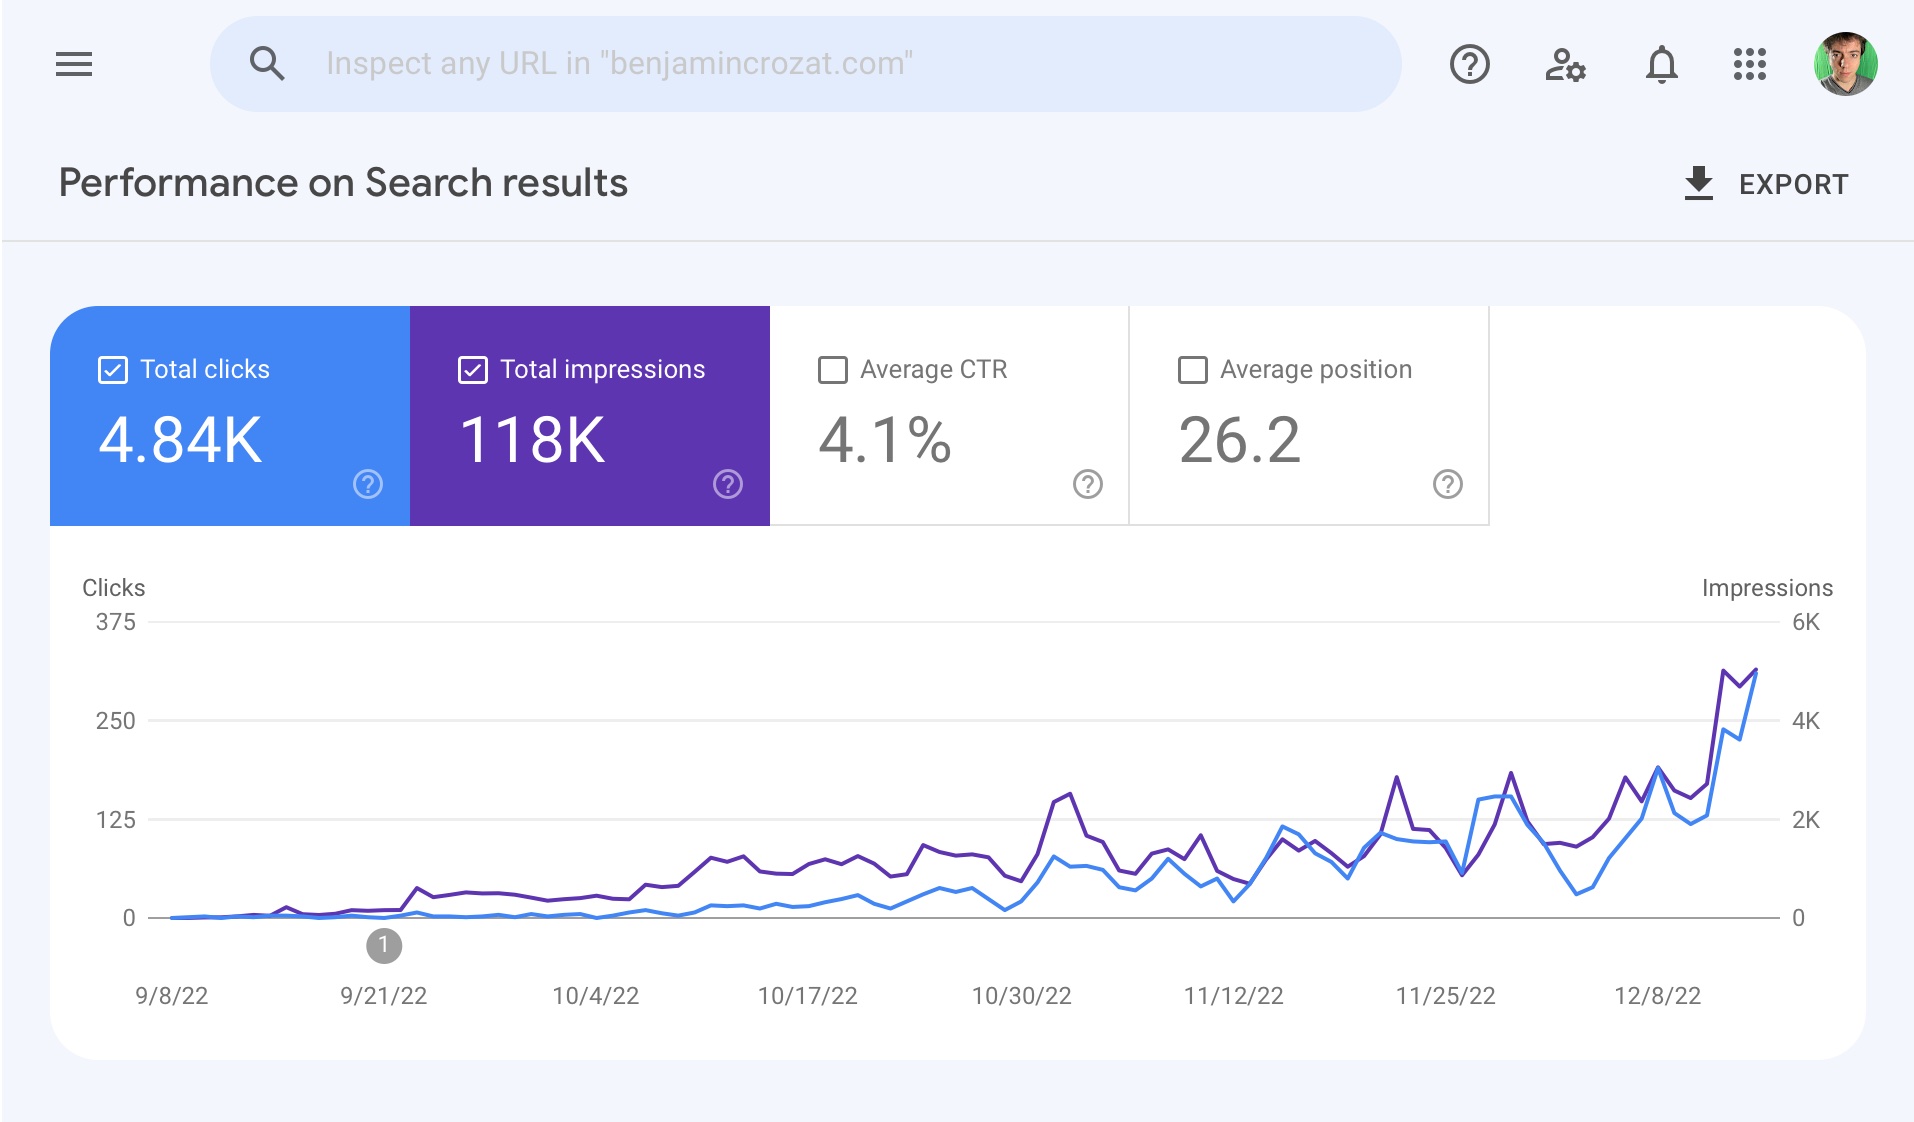 Inspect any URL in "benjamincrozat.com"
Performance on Search results
EXPORT
Total clicks
4.84K
Total impressions
118K
Average CTR
4.1%
Average position
26.2
Clicks
Impressions
375
6K
250
4K
125
2K
0
0
1
9/8/22 9/21/22 10/4/22 10/17/22 10/30/22 11/12/22 11/25/22 12/8/22